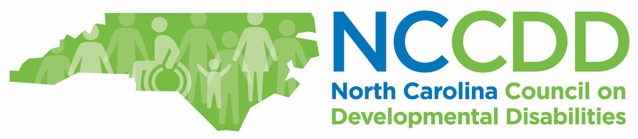 NCCDD
North Carolina Council on
Developmental Disabilities